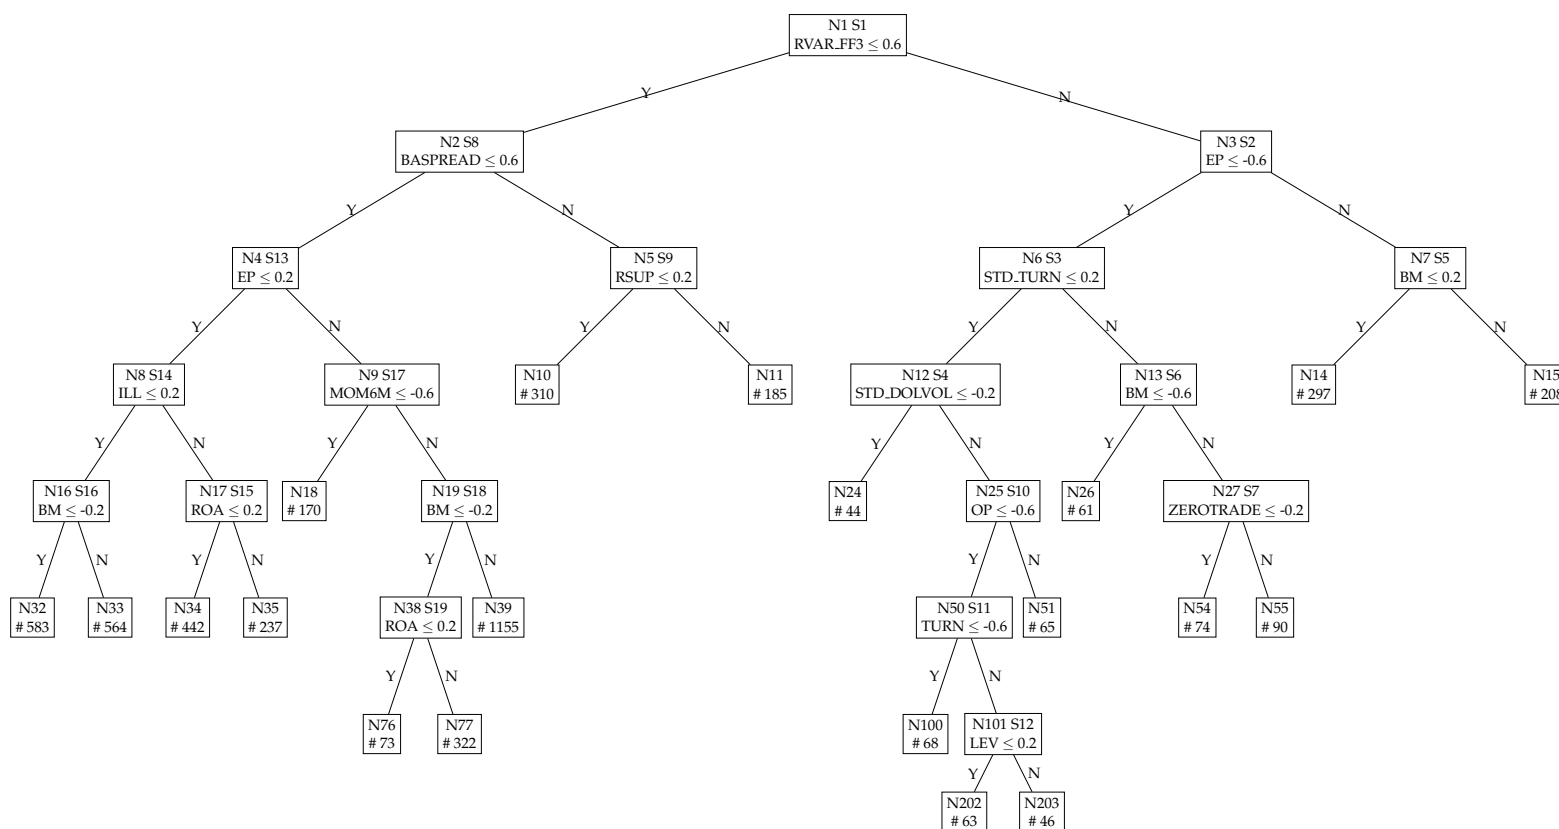 N1 S1
RVAR_FF3 ≤ 0.6
Y
N
N2 S8
BASPREAD ≤ 0.6
N3 S2
EP ≤ -0.6
Y
N
Y
N
N4 S13
EP ≤ 0.2
N5 S9
RSUP ≤ 0.2
N6 S3
STD_TURN ≤ 0.2
N7 S5
BM ≤ 0.2
Y
N
Y
N
Y
N
Y
N
N8 S14
ILL ≤ 0.2
N9 S17
MOM6M ≤ -0.6
N10
# 310
N11
# 185
N12 S4
STD_DOLVOL ≤ -0.2
N13 S6
BM ≤ -0.6
N14
# 297
N15
# 208
Y
N
Y
N
Y
N
Y
N
N16 S16
BM ≤ -0.2
N17 S15
ROA ≤ 0.2
N18
# 170
N19 S18
BM ≤ -0.2
N24
# 44
N25 S10
OP ≤ -0.6
N26
# 61
N27 S7
ZEROTRADE ≤ -0.2
Y
N
Y
N
Y
N
Y
N
Y
N
N32
# 583
N33
# 564
N34
# 442
N35
# 237
N38 S19
ROA ≤ 0.2
N39
# 1155
N50 S11
TURN ≤ -0.6
N51
# 65
N54
# 74
N55
# 90
Y
N
Y
N
N76
# 73
N77
# 322
N100
# 68
N101 S12
LEV ≤ 0.2
Y
N
N202
# 63
N203
# 46